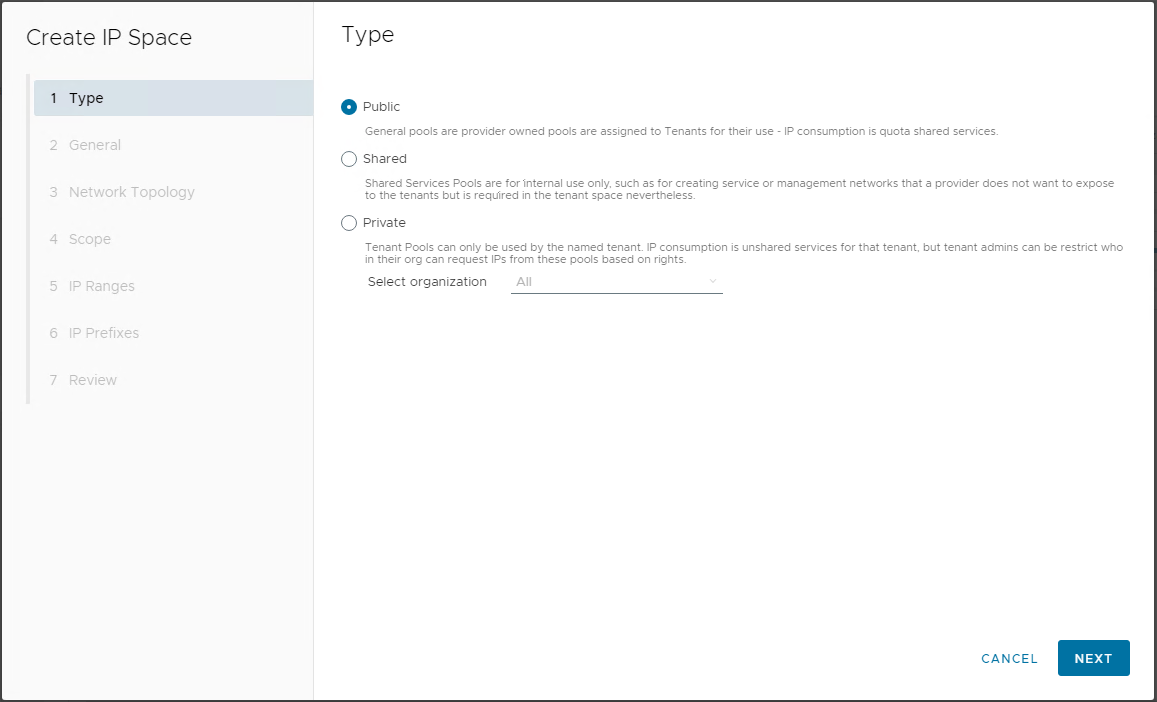 Create IP Space
1 Type
2 General
3 Network Topology
4 Scope
5 IP Ranges
6 IP Prefixes
7 Review
Type
Public
General pools are provider owned pools are assigned to Tenants for their use - IP consumption is quota shared services.
Shared
Shared Services Pools are for internal use only, such as for creating service or management networks that a provider does not want to expose
to the tenants but is required in the tenant space nevertheless.
Private
Tenant Pools can only be used by the named tenant. IP consumption is unshared services for that tenant, but tenant admins can be restrict who
in their org can request IPs from these pools based on rights.
Select organization All
CANCEL NEXT